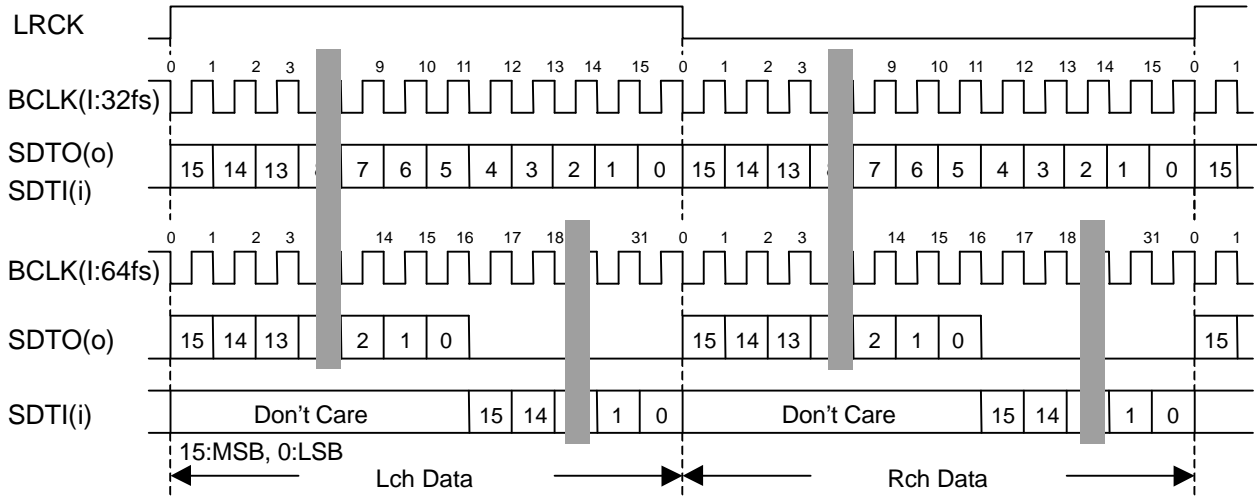 LRCK
0 1 2 3 9 10 11 12 13 14 15 0 1 2 3 9 10 11 12 13 14 15 0 1
BCLK(I:32fs)
SDTO(o)
15 14 13 7 6 5 4 3 2 1 0 15 14 13 7 6 5 4 3 2 1 0 15
SDTI(i)
0 1 2 3 14 15 16 17 18 31 0 1 2 3 14 15 16 17 18 31 0 1
BCLK(I:64fs)
SDTO(o) 15 14 13 2 1 0 15 14 13 2 1 0 15
SDTI(i) Don't Care 15 14 1 0 Don't Care 15 14 1 0
15:MSB, 0:LSB
Lch Data Rch Data